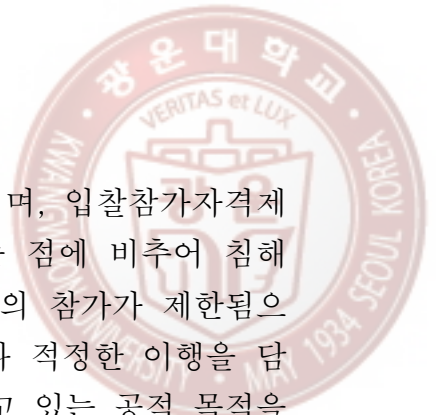 광운대학교
VERITAS et LUX
KWANGWOON UNIVERSITY • MAY 1934 SEOUL KOREA
며, 입찰참가자격제
점에 비추어 침해
의 참가가 제한됨으
적정한 이행을 담
있는 공적 목적을